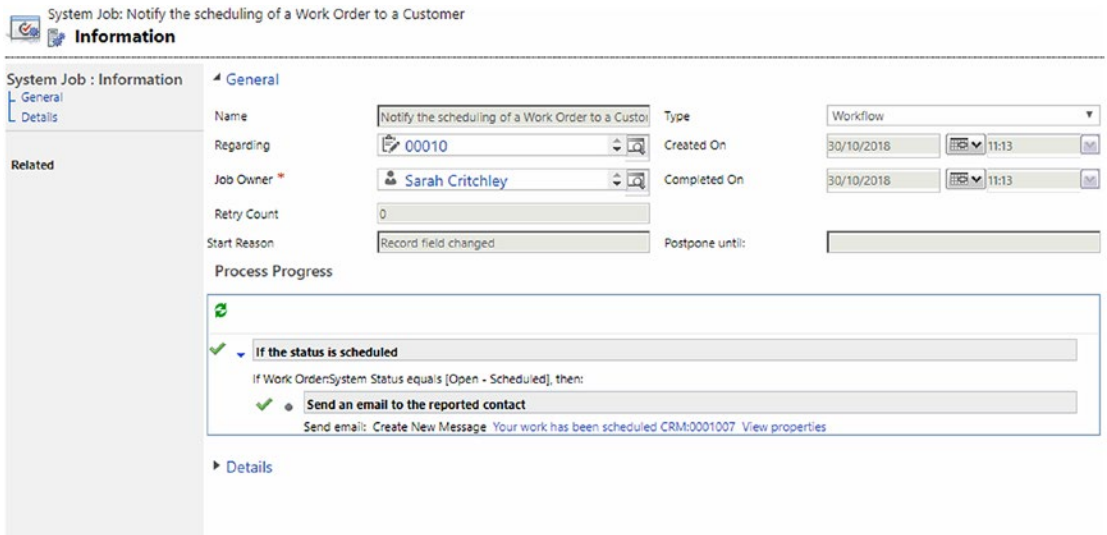 System Job: Notify the scheduling of a Work Order to a Customer
Information
System Job : Information
General
Details
Related
General
Name Notify the scheduling of a Work Order to a Custo Type Workflow
Regarding 00010 Created On 30/10/2018 11:13
Job Owner * Sarah Critchley Completed On 30/10/2018 11:13
Retry Count 0
Start Reason Record field changed Postpone until:
Process Progress
If the status is scheduled
If Work Order:System Status equals [Open - Scheduled], then:
Send an email to the reported contact
Send email: Create New Message Your work has been scheduled CRM:0001007 View properties
Details